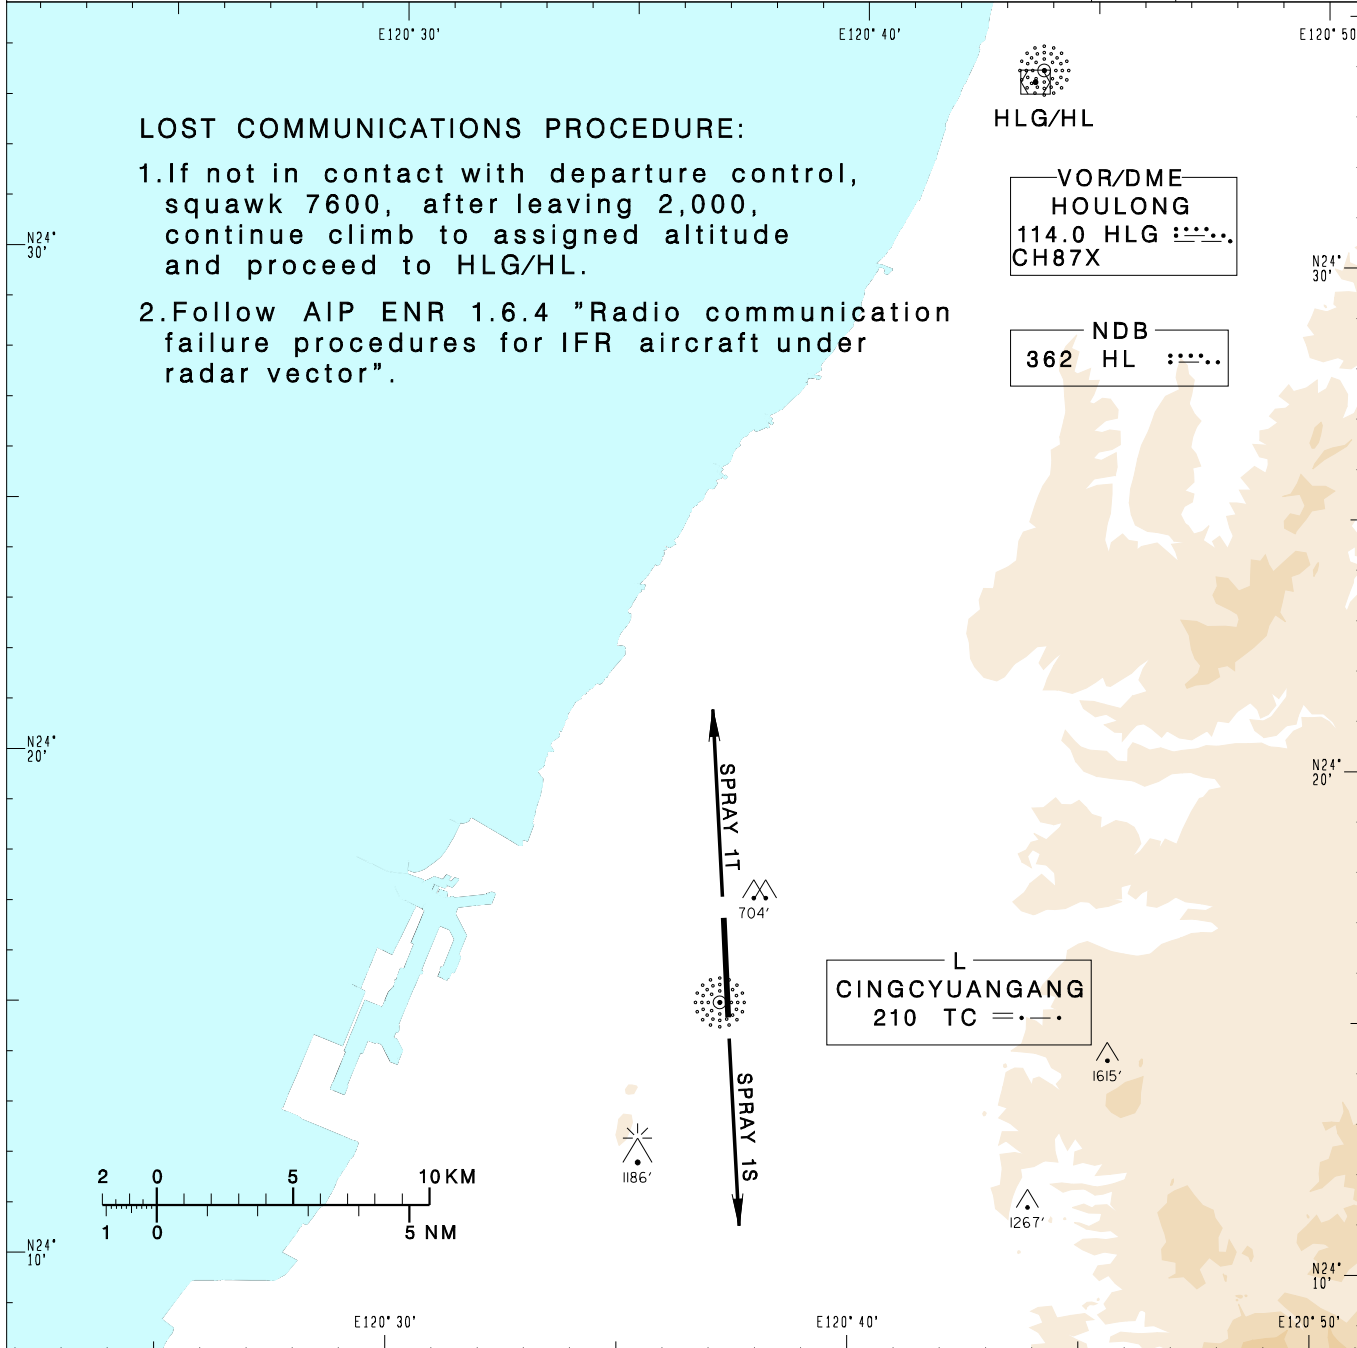 E120° 30'
E120° 40'
E120° 50
HLG/HL
LOST COMMUNICATIONS PROCEDURE:
1.If not in contact with departure control,
squawk 7600, after leaving 2,000,
continue climb to assigned altitude
and proceed to HLG/HL.
2.Follow AIP ENR 1.6.4 "Radio communication
failure procedures for IFR aircraft under
radar vector".
VOR/DME
HOULONG
114.0 HLG
CH87X
N24°
30'
N24°
30'
NDB
362 HL
N24°
20'
N24°
20'
SPRAY 1T
704'
L
CINGCYUANGANG
210 TC
1615'
SPRAY 1S
1186'
1267'
2 0 5 10 KM
1 0 5 NM
N24°
10'
N24°
10'
E120° 30'
E120° 40'
E120° 50'